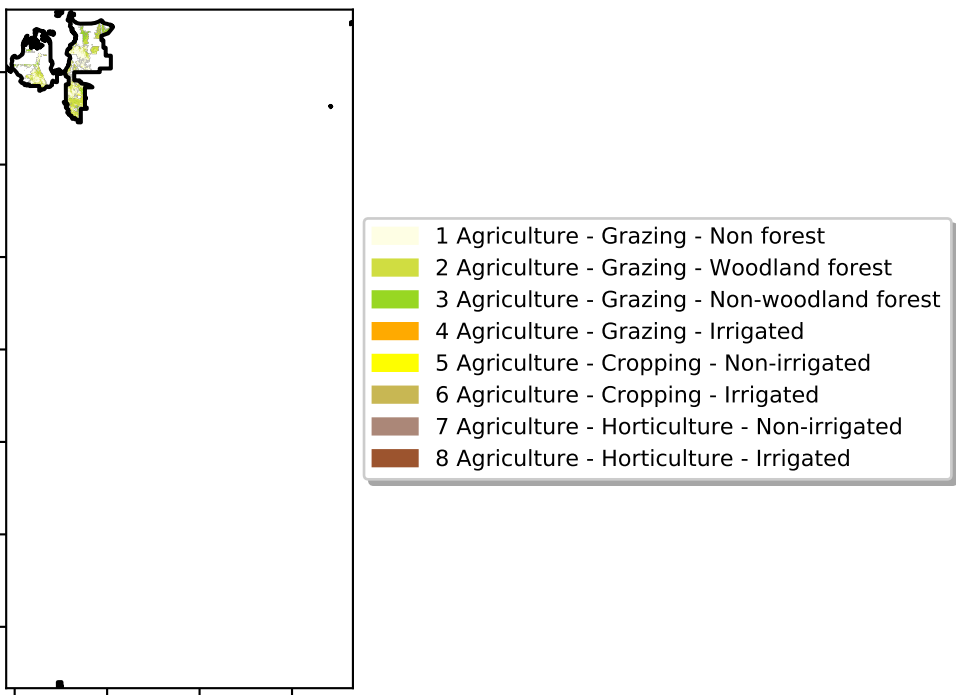 1 Agriculture - Grazing - Non forest
2 Agriculture - Grazing - Woodland forest
3 Agriculture - Grazing - Non-woodland forest
4 Agriculture - Grazing - Irrigated
5 Agriculture - Cropping - Non-irrigated
6 Agriculture - Cropping - Irrigated
7 Agriculture - Horticulture - Non-irrigated
8 Agriculture - Horticulture - Irrigated